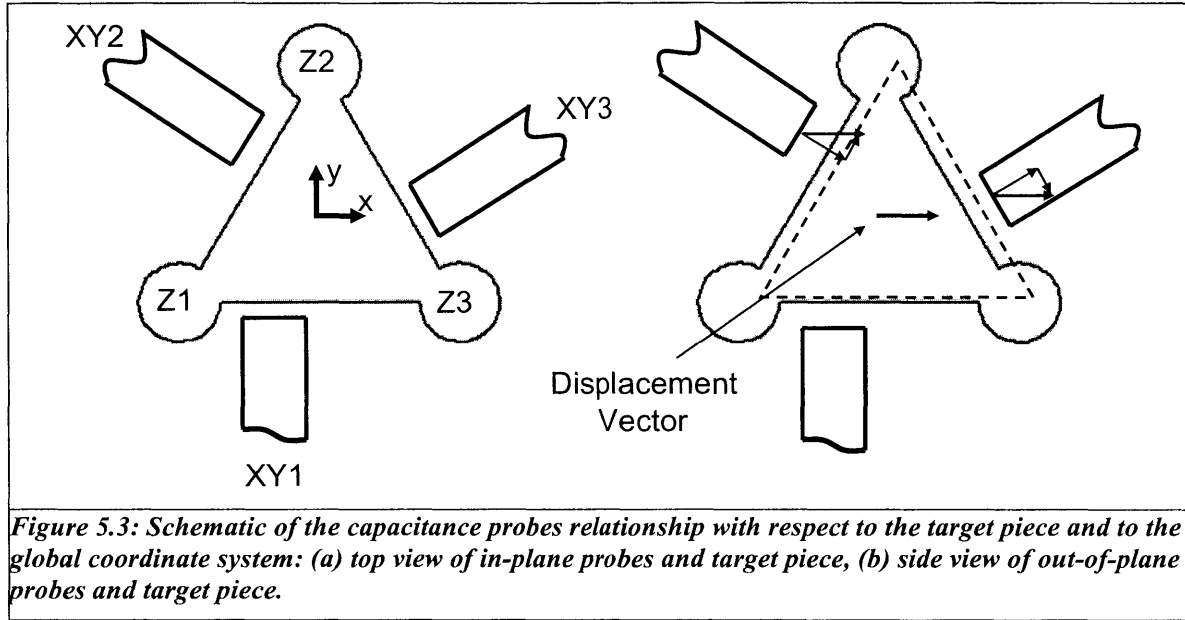 XY2
Z2
XY3
y
x
Z1
Z3
XY1
Displacement
Vector
Figure 5.3: Schematic of the capacitance probes relationship with respect to the target piece and to the
global coordinate system: (a) top view of in-plane probes and target piece, (b) side view of out-of-plane
probes and target piece.